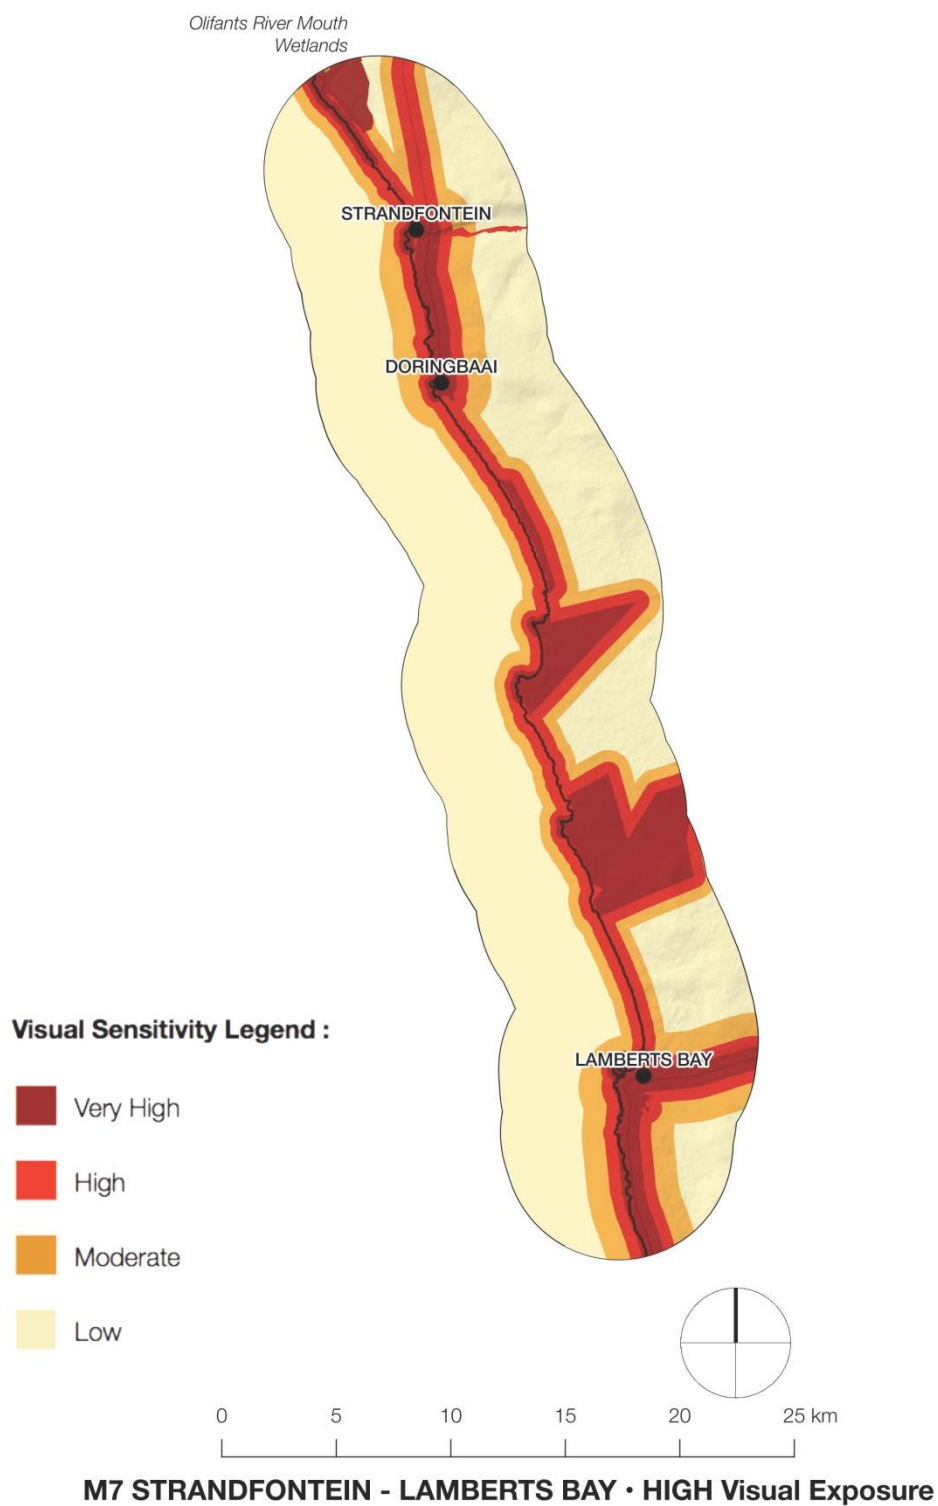 Olifants River Mouth
Wetlands
STRANDFONTEIN
DORINGBAAI
LAMBERTS BAY
Visual Sensitivity Legend :
Very High
High
Moderate
Low
0 5 10 15 20 25 km
M7 STRANDFONTEIN - LAMBERTS BAY • HIGH Visual Exposure